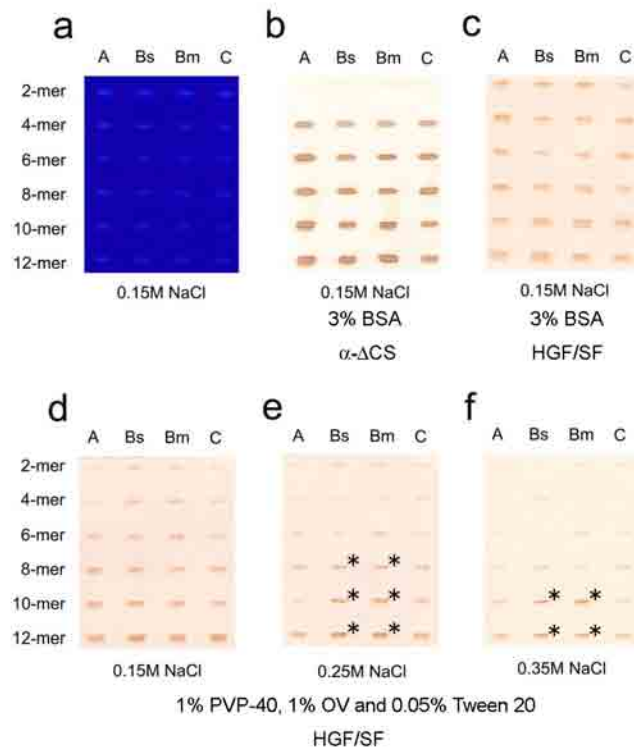 a b c
A Bs Bm C A Bs Bm C A Bs Bm C
2-mer
4-mer
6-mer
8-mer
10-mer
12-mer
0.15M NaCl 0.15M NaCl 0.15M NaCl
3% BSA 3% BSA
α-ΔCS HGF/SF
d e f
A Bs Bm C A Bs Bm C A Bs Bm C
2-mer
4-mer
6-mer
8-mer * *
10-mer * * * *
12-mer * * * *
0.15M NaCl 0.25M NaCl 0.35M NaCl
1% PVP-40, 1% OV and 0.05% Tween 20
HGF/SF